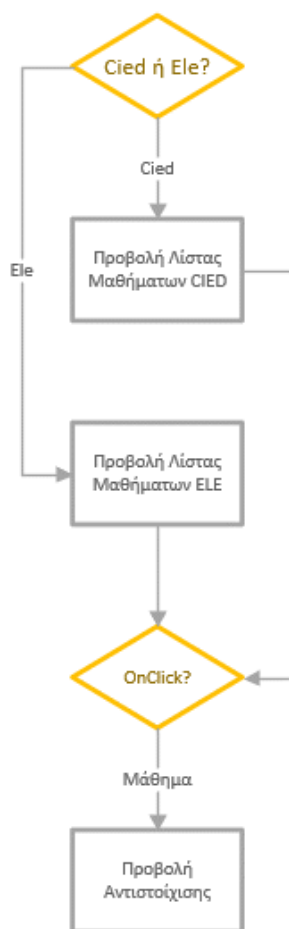 Cied ή Ele?
Cied
Προβολή Λίστας
Μαθήματων CIED
Ele
Προβολή Λίστας
Μαθήματων ELE
OnClick?
Μάθημα
Προβολή
Αντιστοίχισης